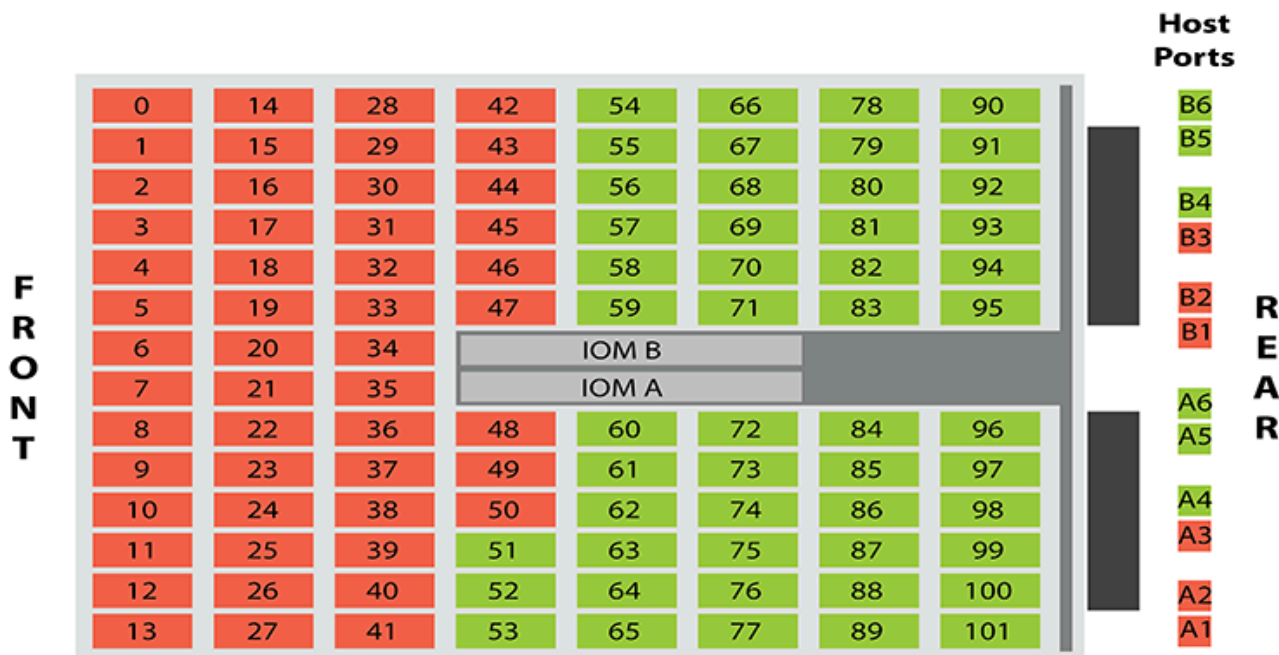 Host
Ports
0 14 28 42 54 66 78 90 B6
1 15 29 43 55 67 79 91 B5
2 16 30 44 56 68 80 92 B4
3 17 31 45 57 69 81 93 B3
4 18 32 46 58 70 82 94
5 19 33 47 59 71 83 95 B2
6 20 34 IOM B B1
7 21 35 IOM A A6
8 22 36 48 60 72 84 96 A5
9 23 37 49 61 73 85 97
10 24 38 50 62 74 86 98 A4
11 25 39 51 63 75 87 99 A3
12 26 40 52 64 76 88 100 A2
13 27 41 53 65 77 89 101 A1
FRONT
REAR